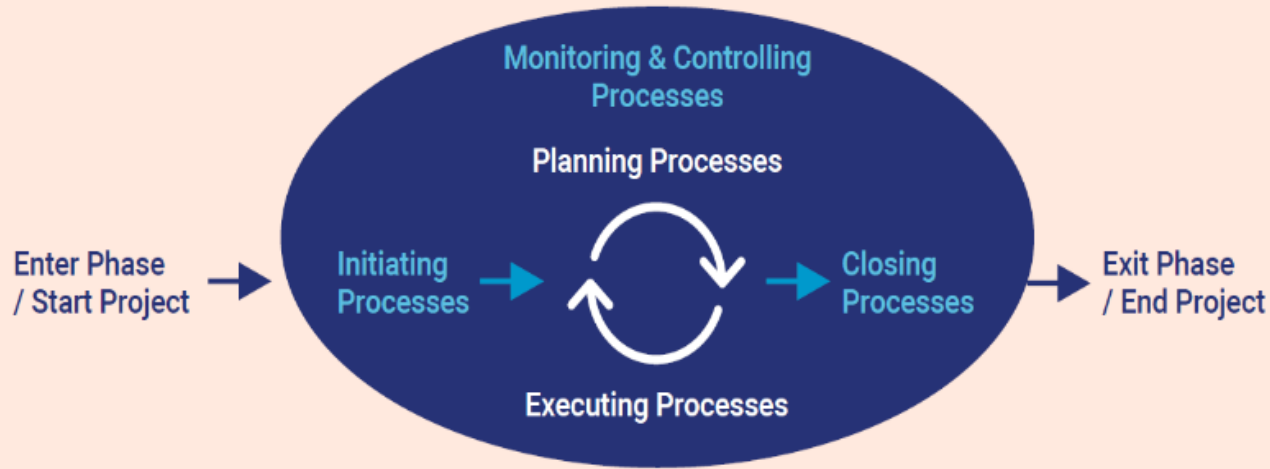 Monitoring & Controlling
Processes
Planning Processes
Enter Phase
/ Start Project
Initiating
Processes
Closing
Processes
Exit Phase
/ End Project
Executing Processes